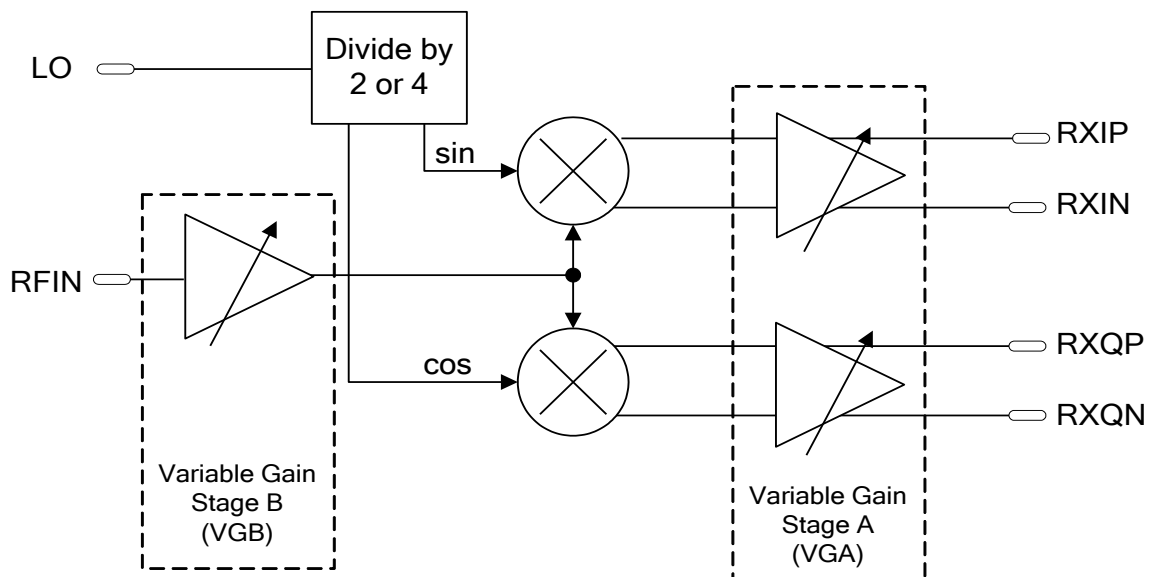 LO
Divide by
2 or 4
sin
RXIP
RXIN
RFIN
cos
RXQP
RXQN
Variable Gain
Stage B
(VGB)
Variable Gain
Stage A
(VGA)